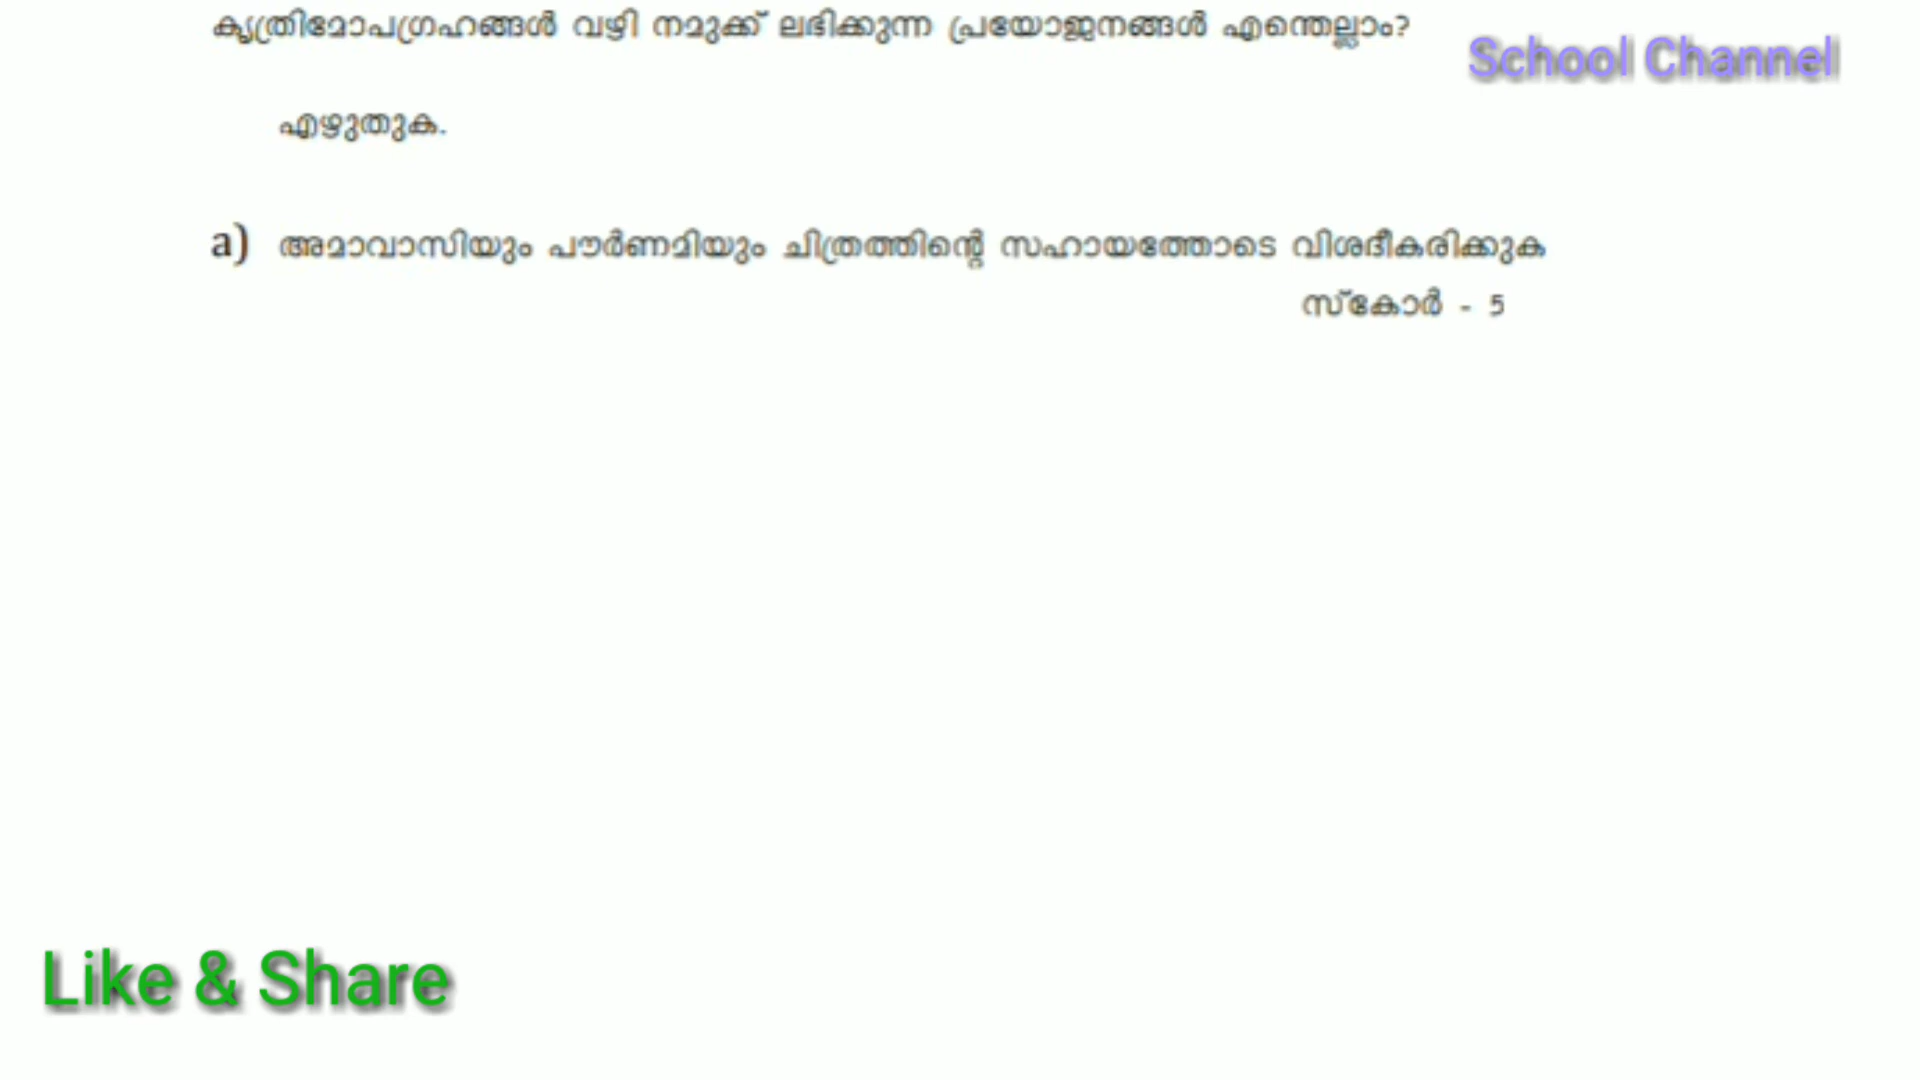 കൃത്രിമോപഗ്രഹങ്ങൾ വഴി നമുക്ക് ലഭിക്കുന്ന പ്രയോജനങ്ങൾ എന്തെല്ലാം?
School Channel
എഴുതുക.
a) അമാവാസിയും പൗർണമിയും ചിത്രത്തിന്റെ സഹായത്തോടെ വിശദീകരിക്കുക
സ്കോർ - 5
Like & Share